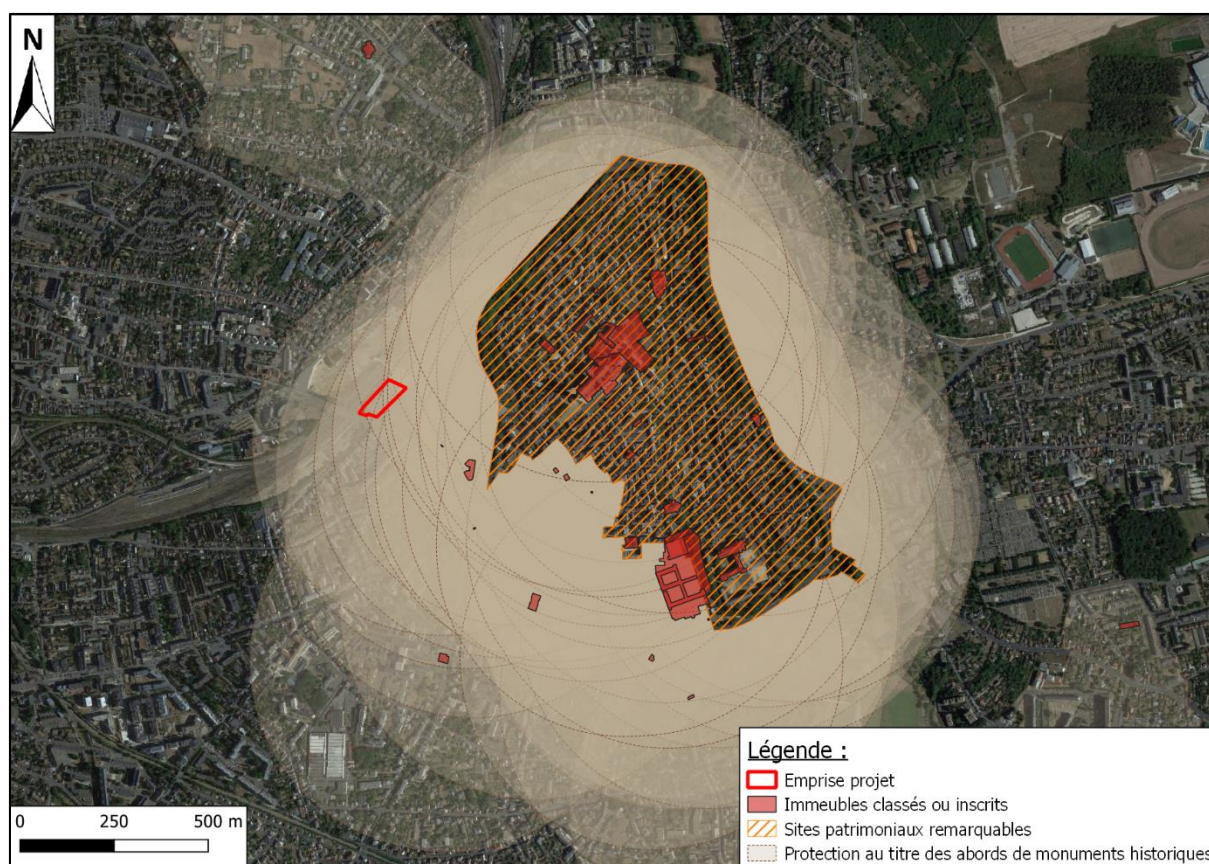 N
0 250 500 m
Légende :
Emprise projet
Immeubles classés ou inscrits
Sites patrimoniaux remarquables
Protection au titre des abords de monuments historiques